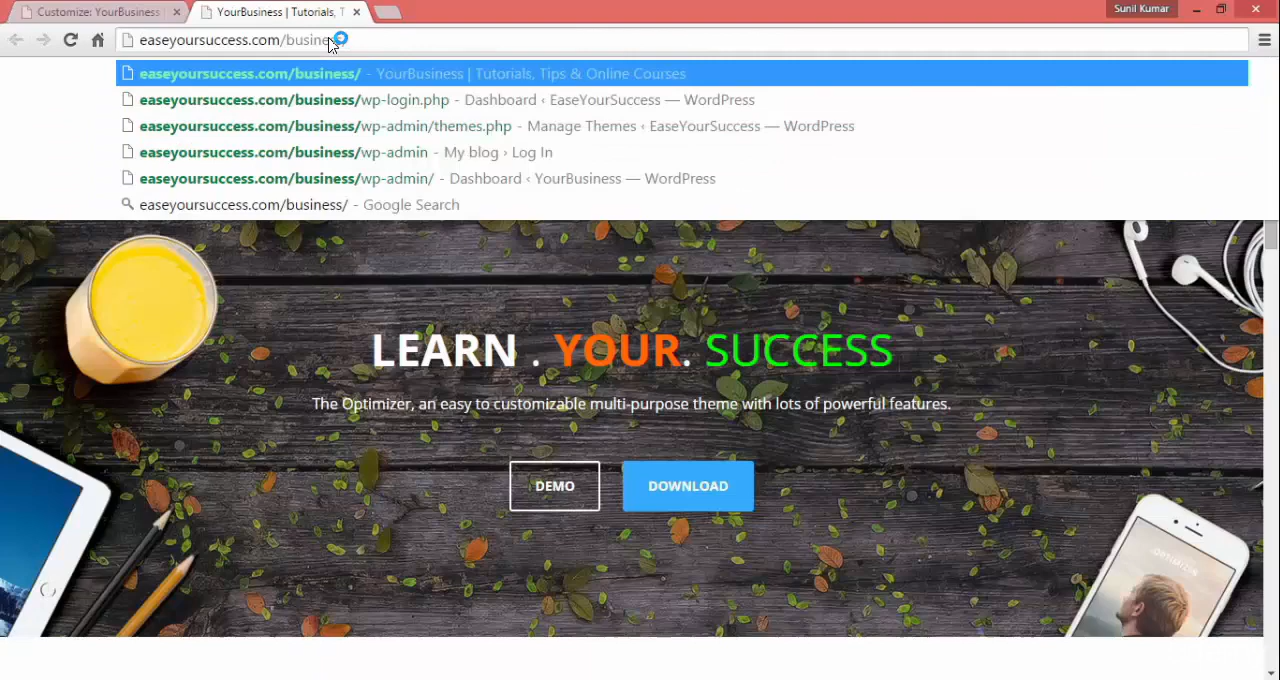 Customize: YourBusiness
YourBusiness | Tutorials, T
Sunil Kumar
easeyoursuccess.com/busine
easeyoursuccess.com/business/ - YourBusiness | Tutorials, Tips & Online Courses
easeyoursuccess.com/business/wp-login.php - Dashboard ‹ EaseYourSuccess — WordPress
easeyoursuccess.com/business/wp-admin/themes.php - Manage Themes ‹ EaseYourSuccess — WordPress
easeyoursuccess.com/business/wp-admin - My blog › Log In
easeyoursuccess.com/business/wp-admin/ - Dashboard ‹ YourBusiness — WordPress
easeyoursuccess.com/business/ - Google Search
LEARN . YOUR. SUCCESS
The Optimizer, an easy to customizable multi-purpose theme with lots of powerful features.
DEMO
DOWNLOAD